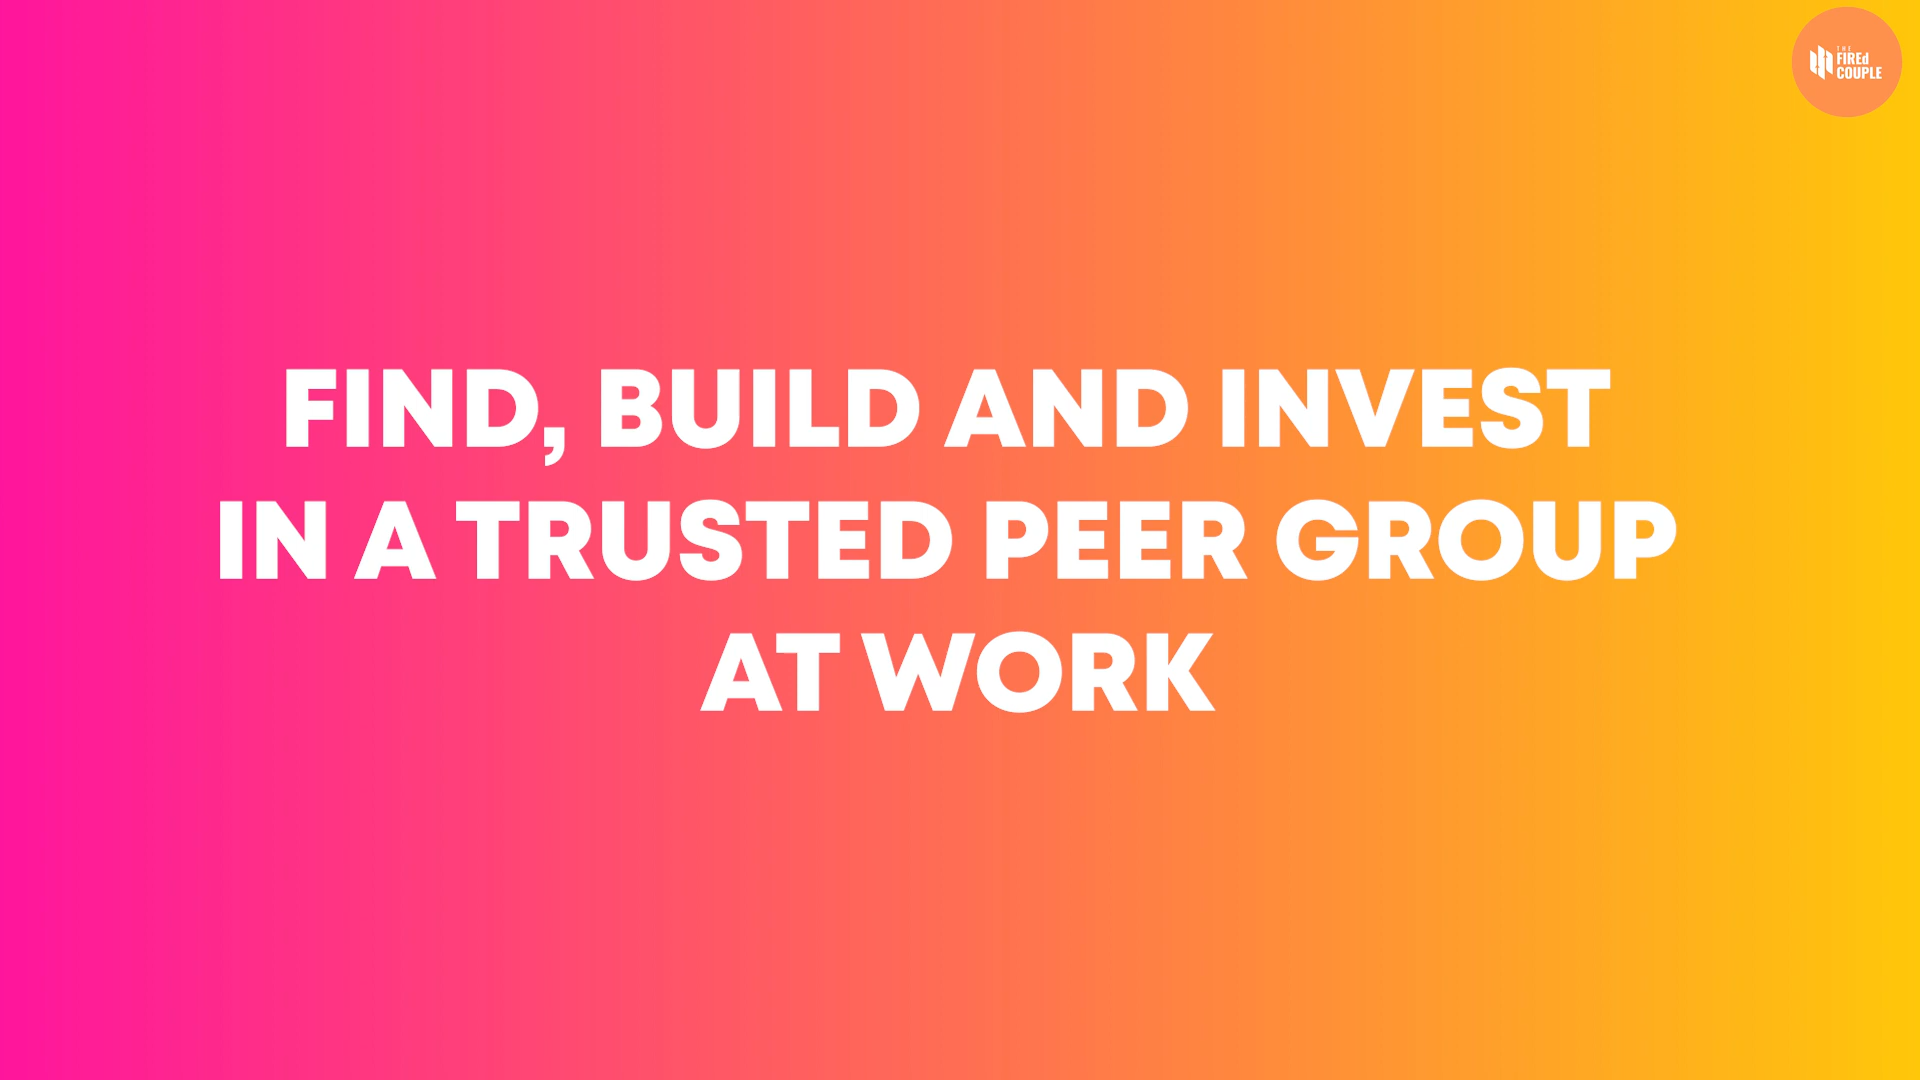 THE
FIREd
COUPLE
FIND, BUILD AND INVEST
IN A TRUSTED PEER GROUP
AT WORK